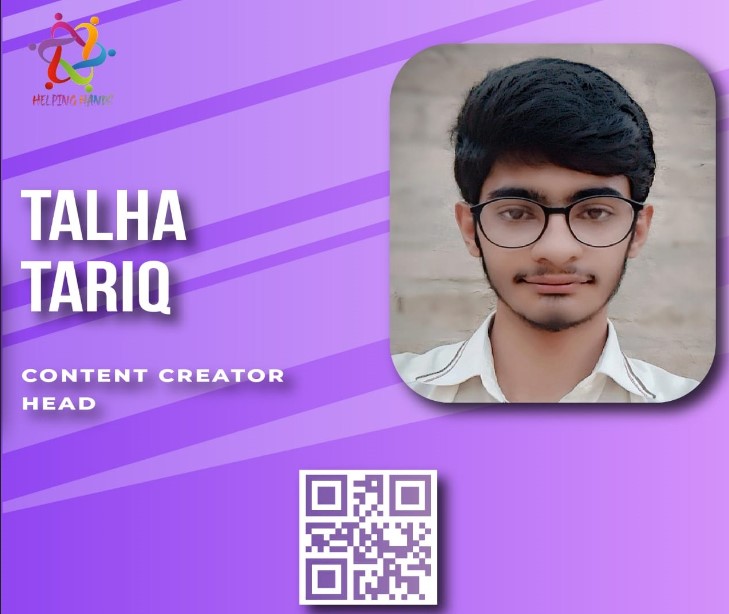 HELPING HANDS
TALHA
TARIQ
CONTENT CREATOR
HEAD